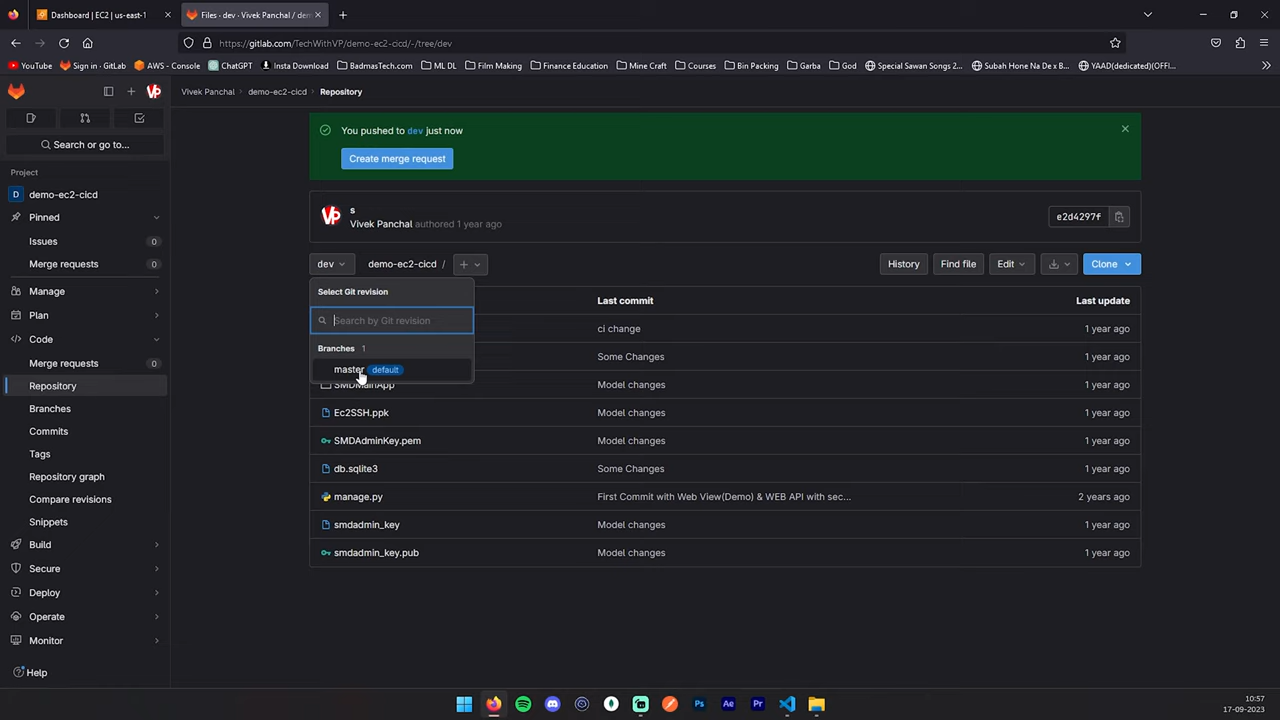 Dashboard | EC2 | us-east-1
Files · dev · Vivek Panchal / dem
https://gitlab.com/TechWithVP/demo-ec2-cicd/-/tree/dev
YouTube
Sign in · GitLab
AWS - Console
ChatGPT
Insta Download
BadmasTech.com
ML DL
Film Making
Finance Education
Mine Craft
Courses
Bin Packing
Garba
God
Special Sawan Songs 2...
Subah Hone Na De x B...
YAAD(dedicated)(OFFI...
VP
Vivek Panchal › demo-ec2-cicd › Repository
Search or go to...
Project
D demo-ec2-cicd
Pinned
Issues 0
Merge requests 0
Manage
Plan
Code
Merge requests 0
Repository
Branches
Commits
Tags
Repository graph
Compare revisions
Snippets
Build
Secure
Deploy
Operate
Monitor
Help
You pushed to dev just now
Create merge request
VP
s
Vivek Panchal authored 1 year ago
e2d4297f
dev
demo-ec2-cicd /
History
Find file
Edit
Clone
Select Git revision
Search by Git revision
Branches 1
master default
Last commit
Last update
ci change 1 year ago
Some Changes 1 year ago
SMDMainApp Model changes 1 year ago
Ec2SSH.ppk Model changes 1 year ago
SMDAdminKey.pem Model changes 1 year ago
db.sqlite3 Some Changes 1 year ago
manage.py First Commit with Web View(Demo) & WEB API with sec... 2 years ago
smdadmin_key Model changes 1 year ago
smdadmin_key.pub Model changes 1 year ago
Ps
Ae
Pr
10:57
17-09-2023